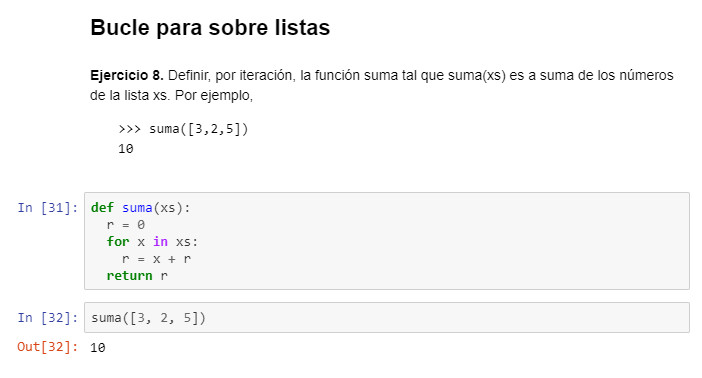 Bucle para sobre listas
Ejercicio 8. Definir, por iteración, la función suma tal que suma(xs) es a suma de los números
de la lista xs. Por ejemplo,
>>> suma([3,2,5])
10
In [31]: def suma(xs):
  r = 0
  for x in xs:
    r = x + r
  return r
In [32]: suma([3, 2, 5])
Out[32]: 10